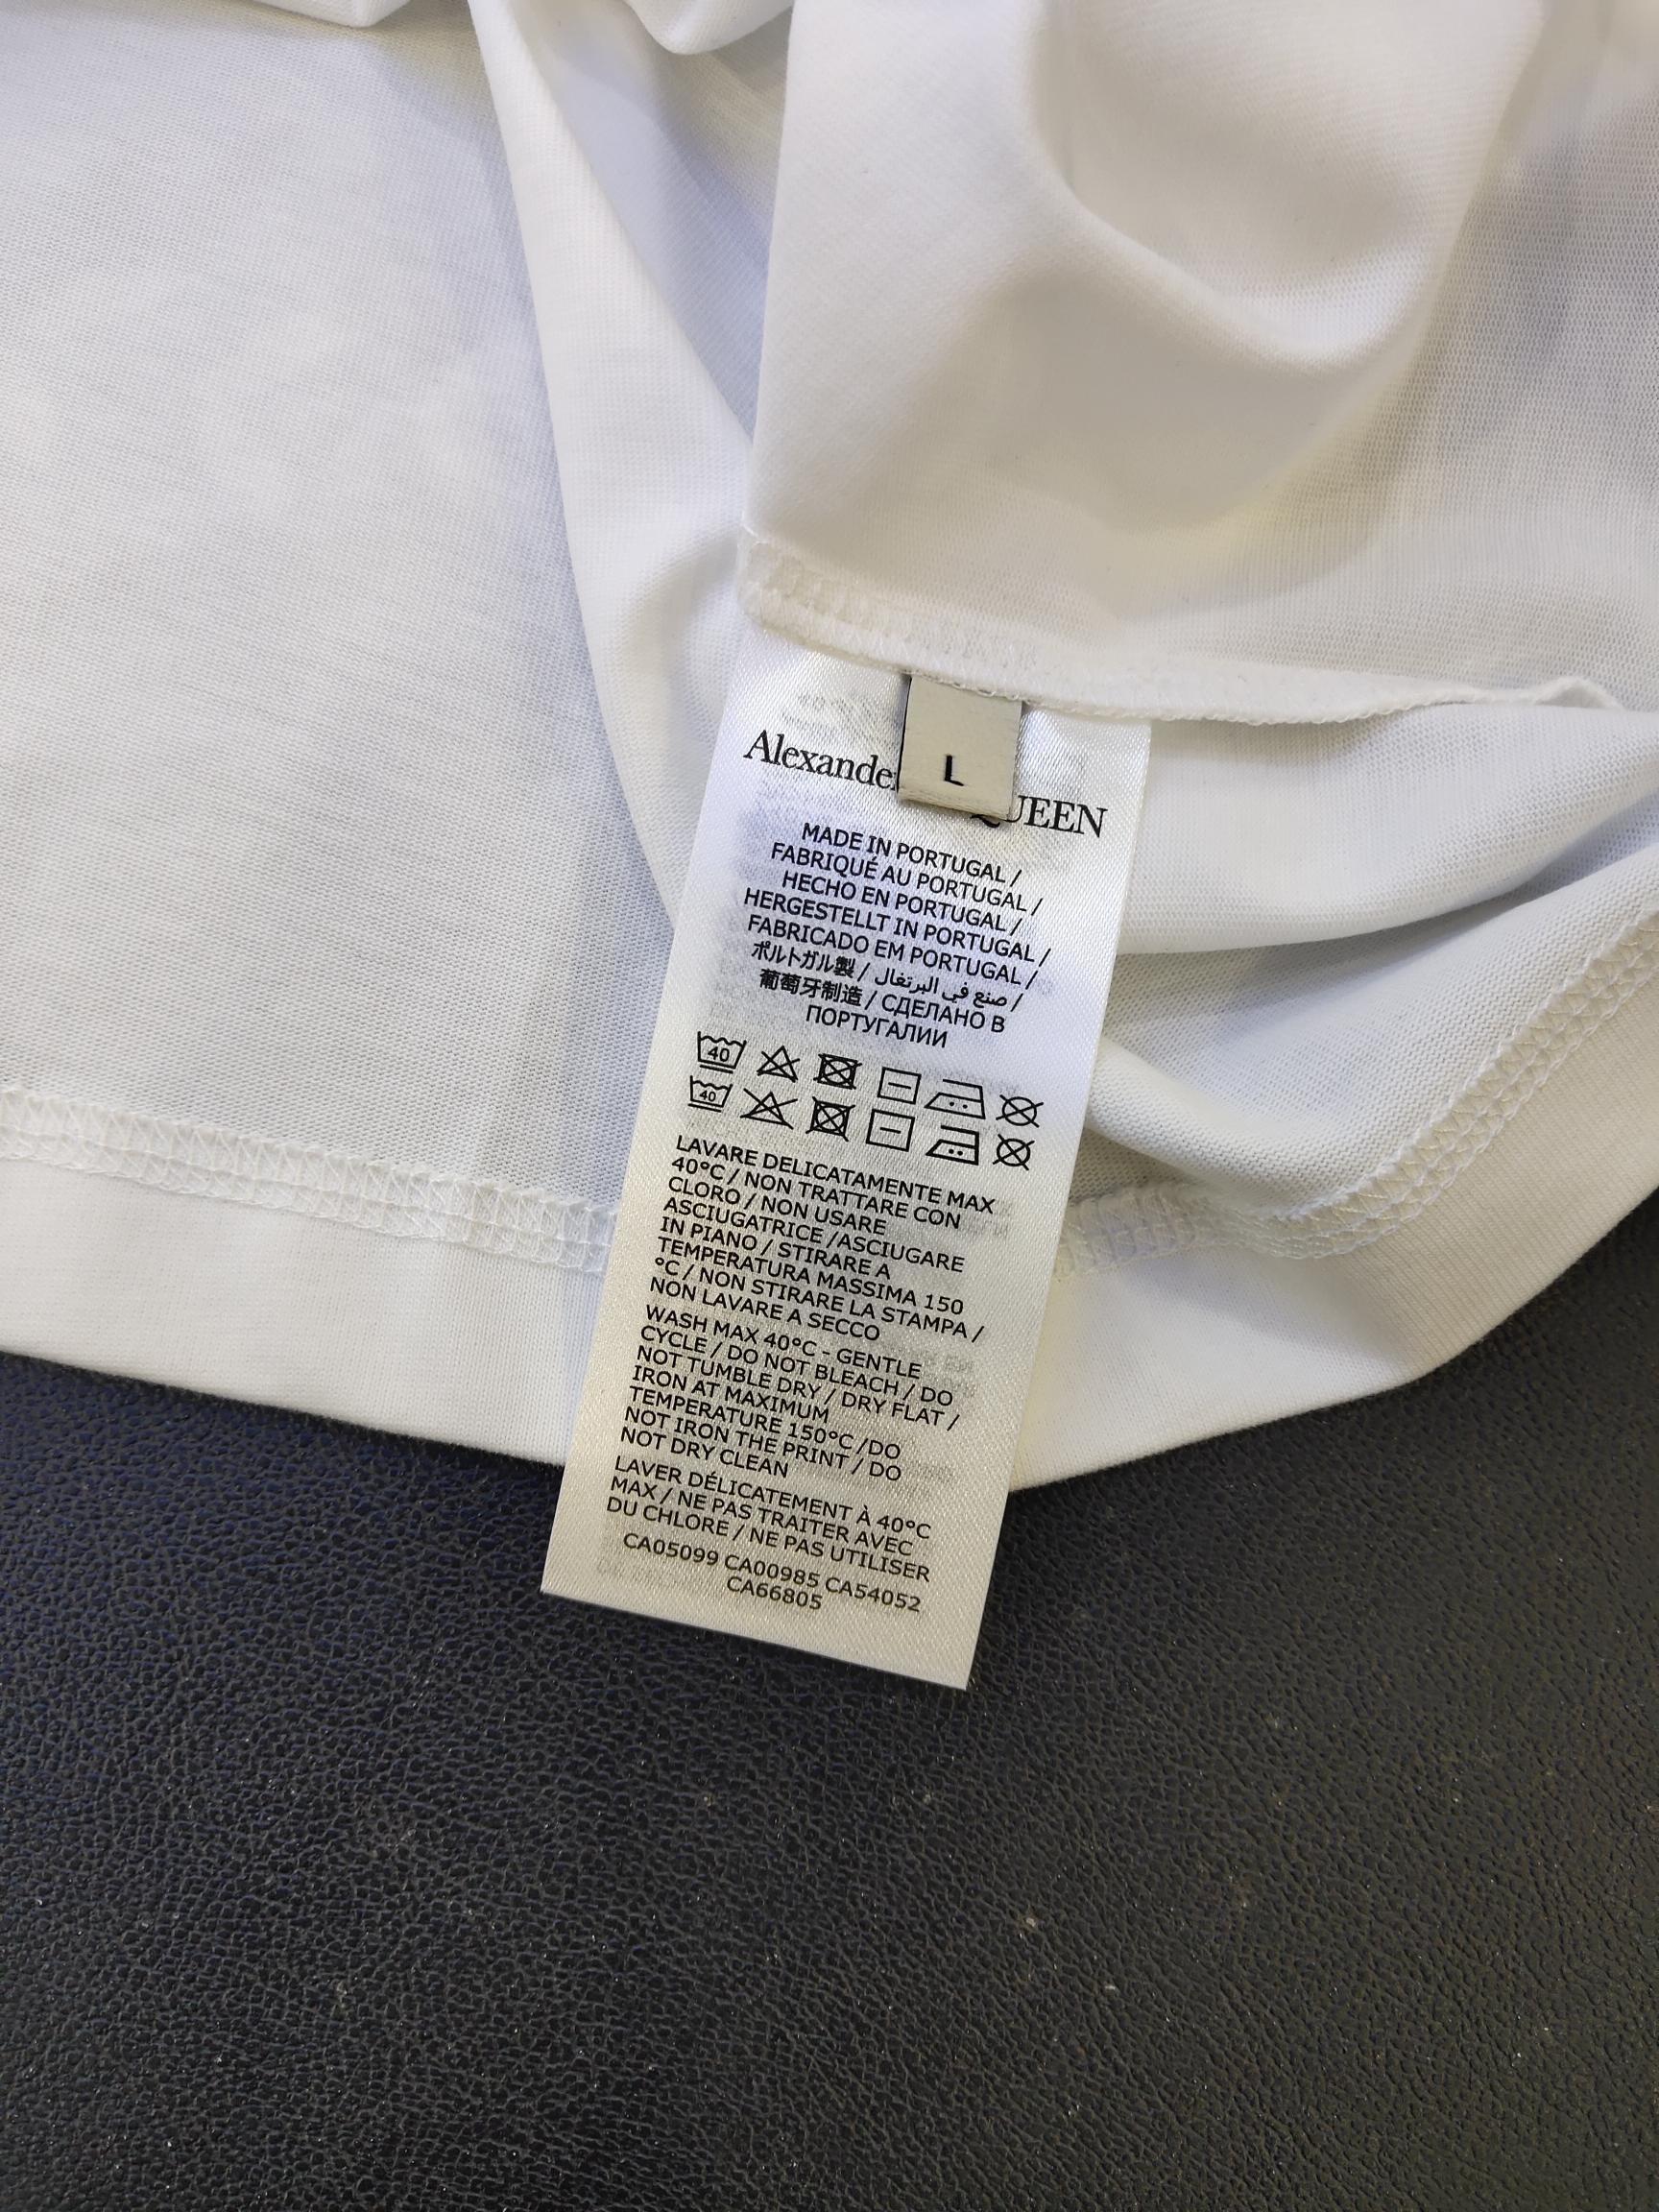 Alexande
L
QUEEN
MADE IN PORTUGAL /
FABRIQUÉ AU PORTUGAL /
HECHO EN PORTUGAL /
HERGESTELLT IN PORTUGAL /
FABRICADO EM PORTUGAL /
ポルトガル製 / صنع في البرتغال /
葡萄牙制造 / СДЕЛАНО В
ПОРТУГАЛИИ
40
40
LAVARE DELICATAMENTE MAX
40°C / NON TRATTARE CON
CLORO / NON USARE
ASCIUGATRICE /ASCIUGARE
IN PIANO / STIRARE A
TEMPERATURA MASSIMA 150
°C / NON STIRARE LA STAMPA /
NON LAVARE A SECCO
WASH MAX 40°C - GENTLE
CYCLE / DO NOT BLEACH / DO
NOT TUMBLE DRY / DRY FLAT /
IRON AT MAXIMUM
TEMPERATURE 150°C /DO
NOT IRON THE PRINT / DO
NOT DRY CLEAN
LAVER DÉLICATEMENT À 40°C
MAX / NE PAS TRAITER AVEC
DU CHLORE / NE PAS UTILISER
CA05099 CA00985 CA54052
CA66805